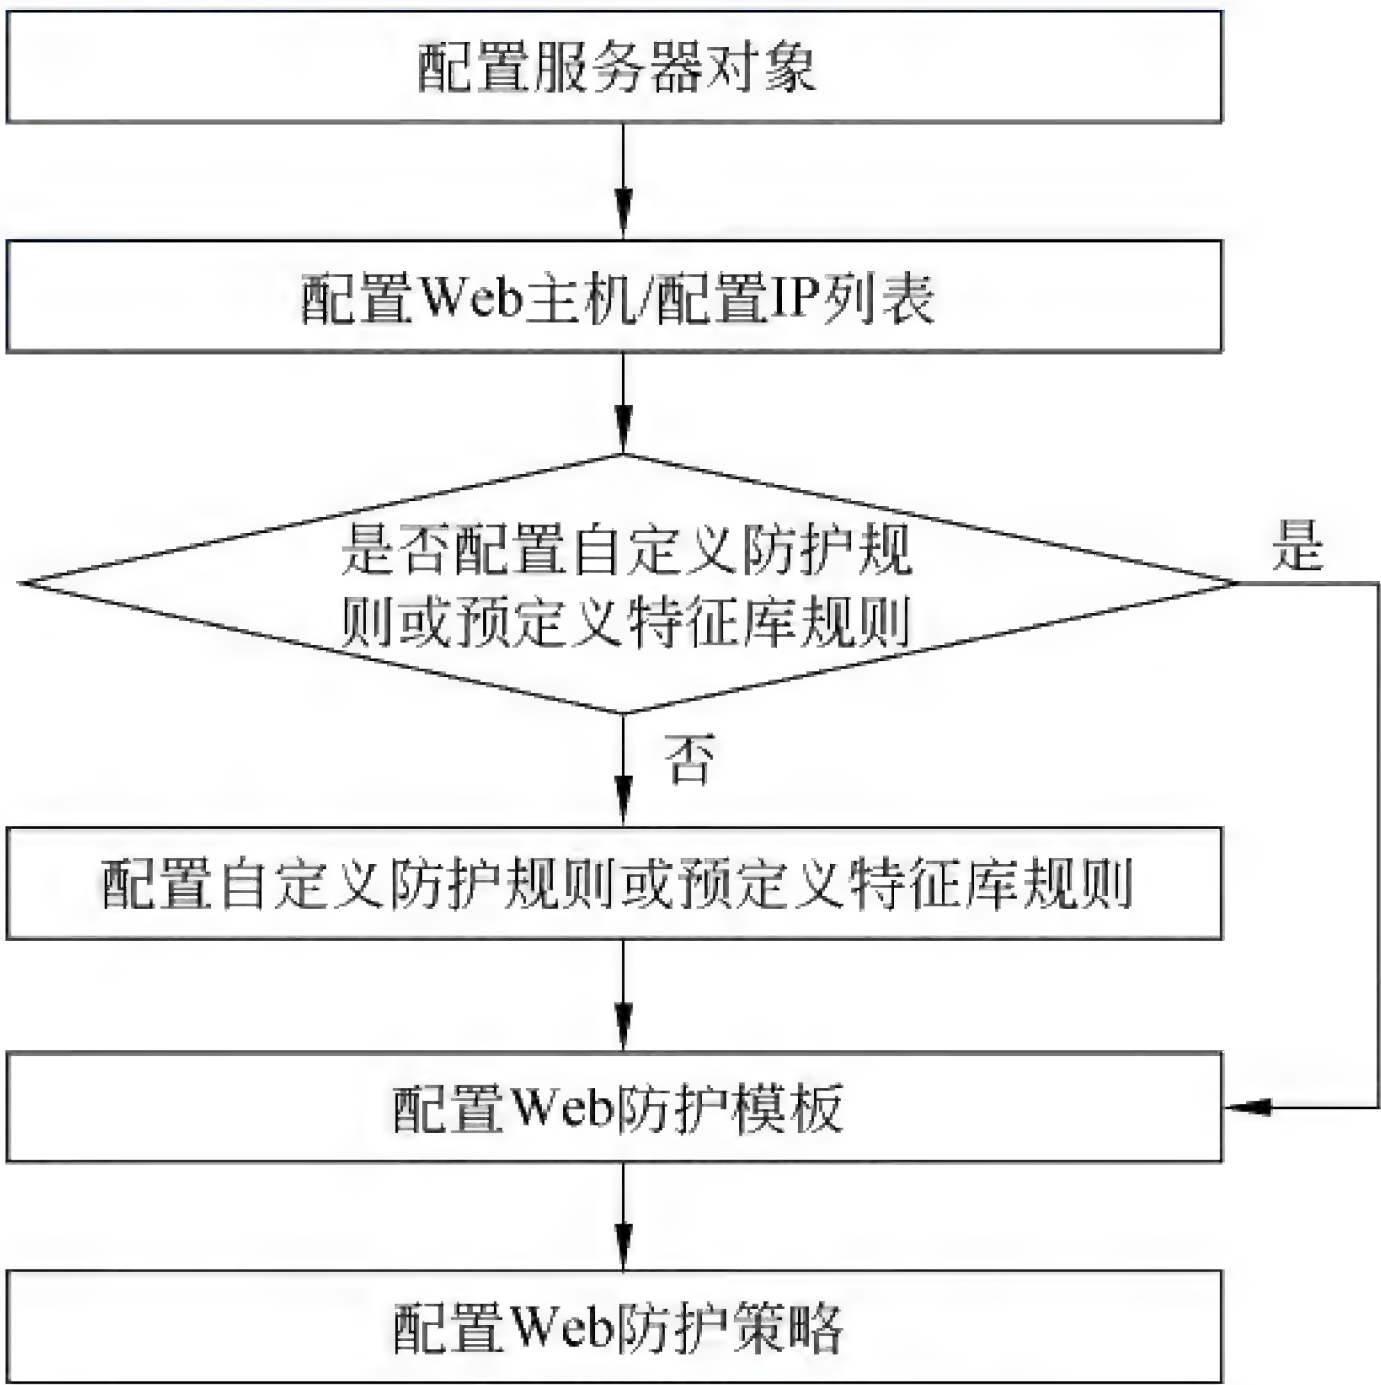 配置服务器对象
配置Web主机/配置IP列表
是否配置自定义防护规
则或预定义特征库规则
是
否
配置自定义防护规则或预定义特征库规则
配置Web防护模板
配置Web防护策略